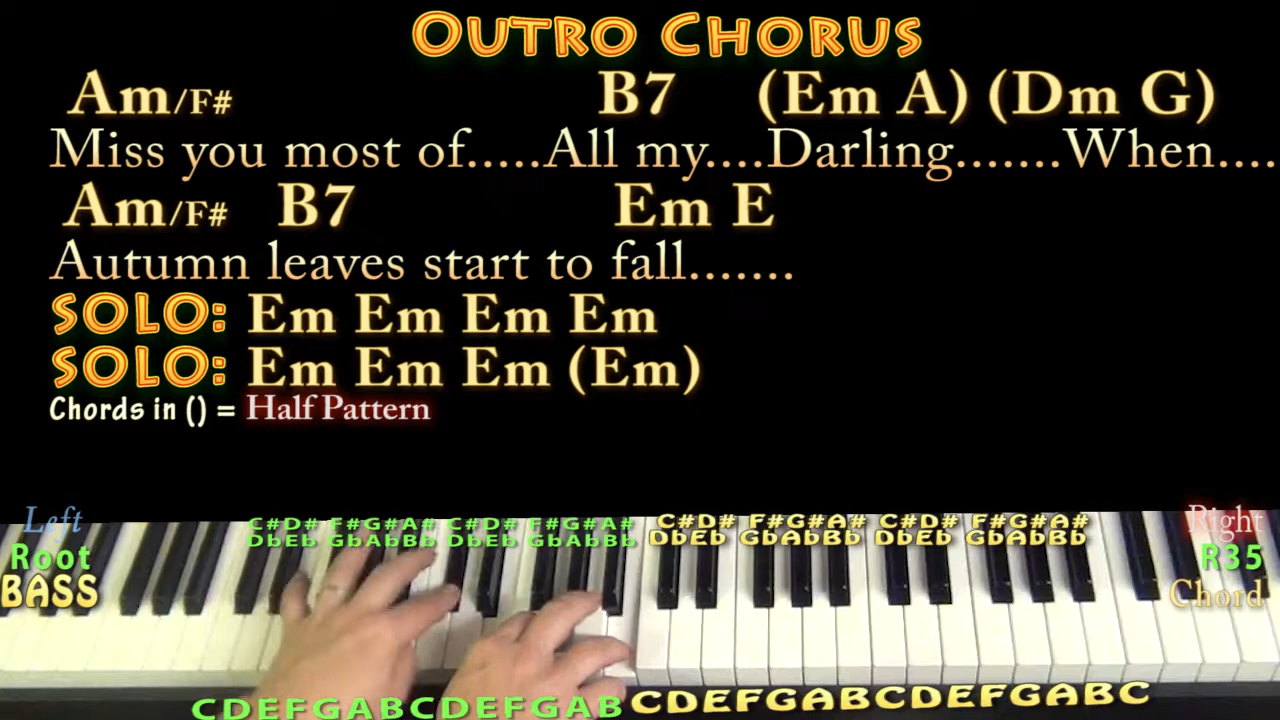 OUTRO CHORUS
Am/F# B7 (Em A) (Dm G)
Miss you most of.....All my....Darling.......When....
Am/F# B7 Em E
Autumn leaves start to fall.......
SOLO: Em Em Em Em
SOLO: Em Em Em (Em)
Chords in () = Half Pattern
Left
Root
BASS
C#D# F#G#A# C#D# F#G#A# C#D# F#G#A# C#D# F#G#A#
DbEb GbAbBb DbEb GbAbBb DbEb GbAbBb DbEb GbAbBb
Right
R35
Chord
CDEFGABCDEFGAB CDEFGABCDEFGABC